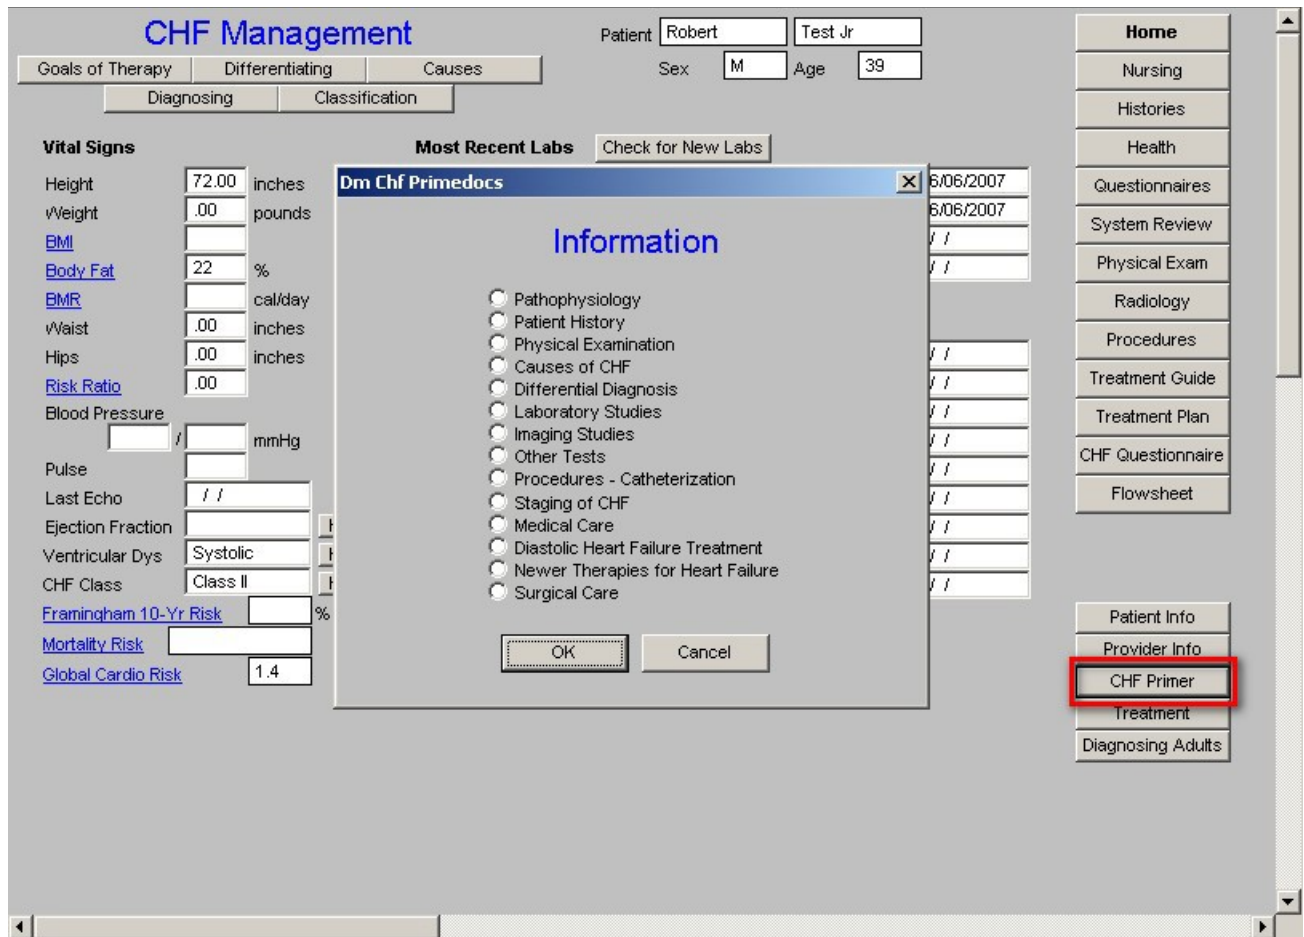 CHF Management
Patient Robert Test Jr
Sex M Age 39
Goals of Therapy Differentiating Causes
Diagnosing Classification
Vital Signs
Height 72.00 inches
Weight .00 pounds
BMI
Body Fat 22 %
BMR cal/day
Waist .00 inches
Hips .00 inches
Risk Ratio .00
Blood Pressure
/ mmHg
Pulse
Last Echo / /
Ejection Fraction
Ventricular Dys Systolic
CHF Class Class II
Framingham 10-Yr Risk %
Mortality Risk
Global Cardio Risk 1.4
Most Recent Labs Check for New Labs
6/06/2007
6/06/2007
/ /
/ /
/ /
/ /
/ /
/ /
/ /
/ /
/ /
/ /
/ /
Dm Chf Primedocs
Information
Pathophysiology
Patient History
Physical Examination
Causes of CHF
Differential Diagnosis
Laboratory Studies
Imaging Studies
Other Tests
Procedures - Catheterization
Staging of CHF
Medical Care
Diastolic Heart Failure Treatment
Newer Therapies for Heart Failure
Surgical Care
OK Cancel
Home
Nursing
Histories
Health
Questionnaires
System Review
Physical Exam
Radiology
Procedures
Treatment Guide
Treatment Plan
CHF Questionnaire
Flowsheet
Patient Info
Provider Info
CHF Primer
Treatment
Diagnosing Adults